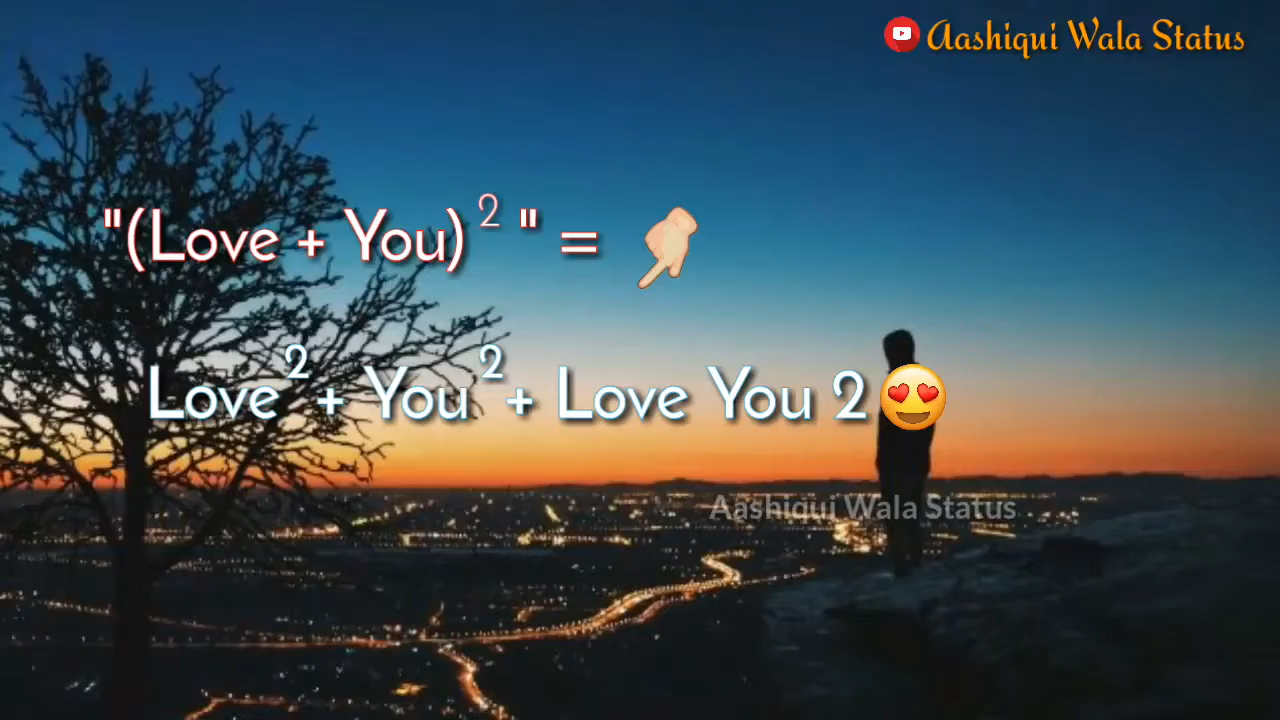 Aashiqui Wala Status
"(Love + You)² " = 👇🏻
Love²+ You²+ Love You 2😍
Aashiqui Wala Status